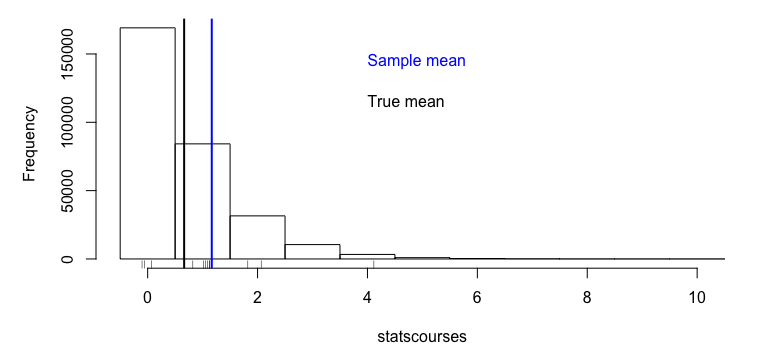 Sample mean
True mean
Frequency
150000
100000
50000
0
0 2 4 6 8 10
statscourses